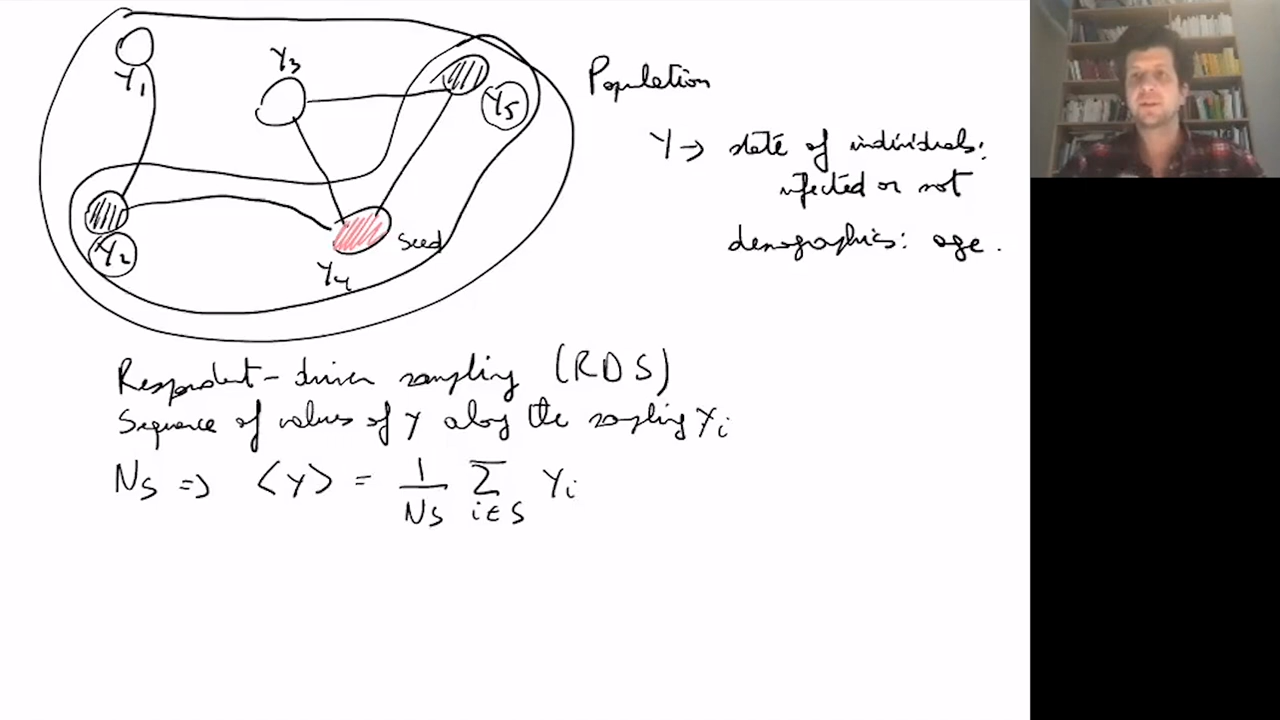 Y1
Y3
Y5
Y2
Y4
Seed
Population
Y → state of individuals:
infected or not
demographics: age.
Respondent-driven sampling (RDS)
Sequence of values of Y along the sampling Yi
NS ⇒ ⟨Y⟩ = 1/NS ∑ i∈S Yi